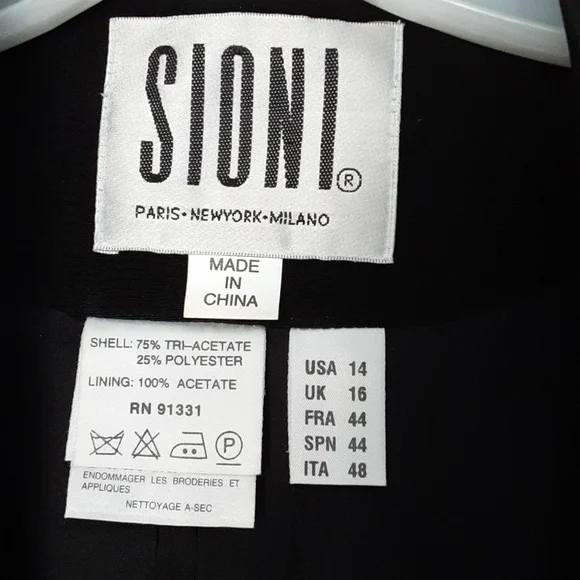 SIONI®
PARIS•NEWYORK•MILANO
MADE
IN
CHINA
SHELL: 75% TRI-ACETATE
25% POLYESTER
LINING: 100% ACETATE
RN 91331
P
ENDOMMAGER LES BRODERIES ET
APPLIQUES
NETTOYAGE A-SEC
USA 14
UK 16
FRA 44
SPN 44
ITA 48